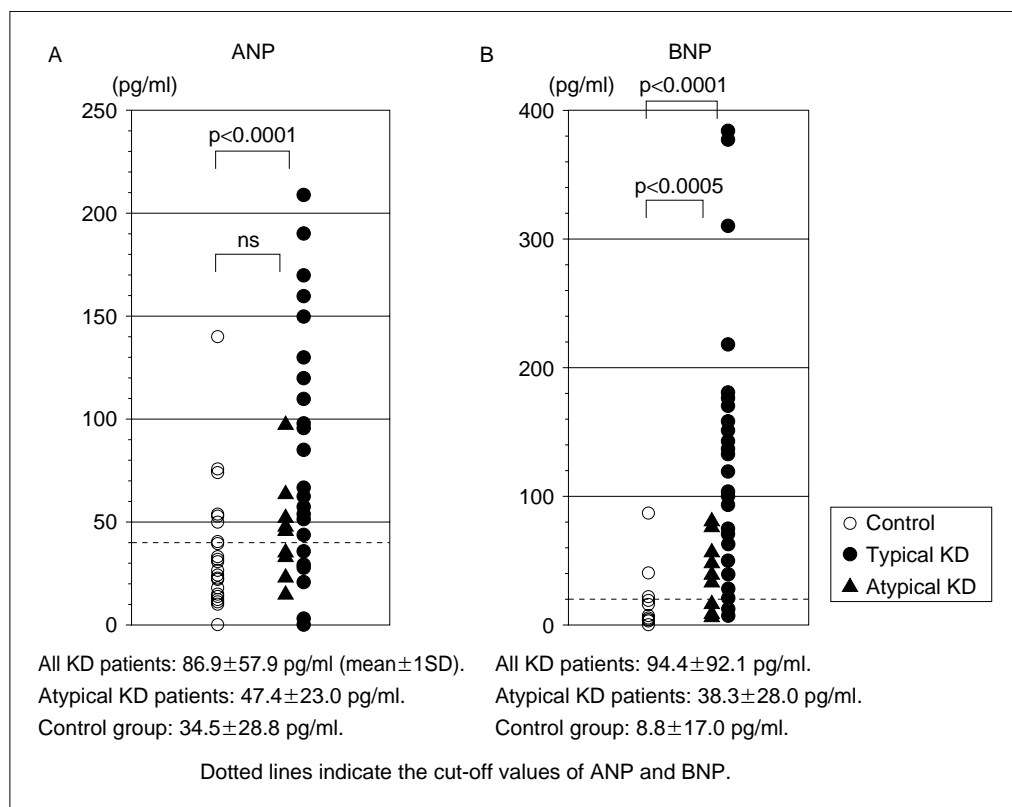 A
ANP
(pg/ml)
250
200
150
100
50
0
p<0.0001
ns
All KD patients: 86.9±57.9 pg/ml (mean±1SD).
Atypical KD patients: 47.4±23.0 pg/ml.
Control group: 34.5±28.8 pg/ml.
B
BNP
(pg/ml)
p<0.0001
400
300
200
100
0
p<0.0005
All KD patients: 94.4±92.1 pg/ml.
Atypical KD patients: 38.3±28.0 pg/ml.
Control group: 8.8±17.0 pg/ml.
Control
Typical KD
Atypical KD
Dotted lines indicate the cut-off values of ANP and BNP.